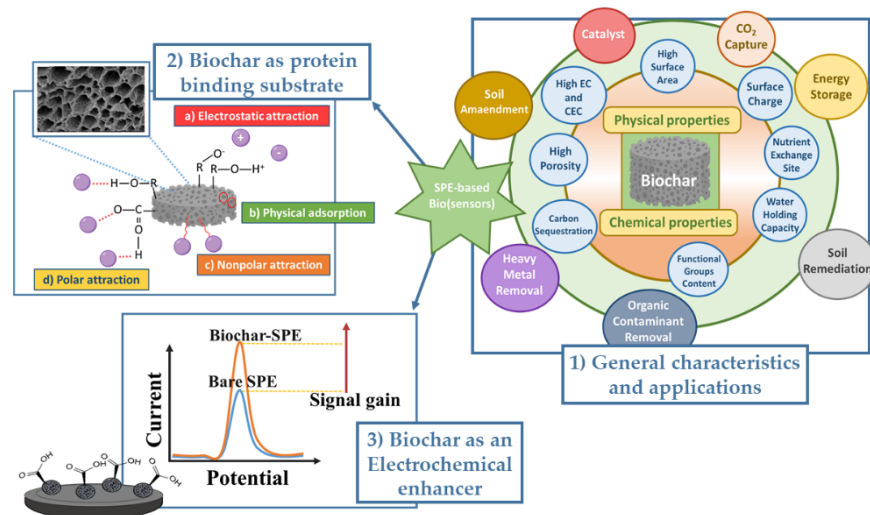 2) Biochar as protein
binding substrate
a) Electrostatic attraction
+
-
R-O-
R-O-H+
H-O-R
O
C
O
H
b) Physical adsorption
c) Nonpolar attraction
d) Polar attraction
SPE-based
Bio(sensors)
Catalyst
CO2
Capture
Energy
Storage
Soil
Remediation
Organic
Contaminant
Removal
Heavy
Metal
Removal
Soil
Amaendment
High
Surface
Area
Surface
Charge
Nutrient
Exchange
Site
Water
Holding
Capacity
Functional
Groups
Content
Carbon
Sequestration
High
Porosity
High EC
and
CEC
Physical properties
Biochar
Chemical properties
1) General characteristics
and applications
Biochar-SPE
Bare SPE
Signal gain
Current
Potential
3) Biochar as an
Electrochemical
enhancer
OH
O
O
OH
O
OH
O
OH